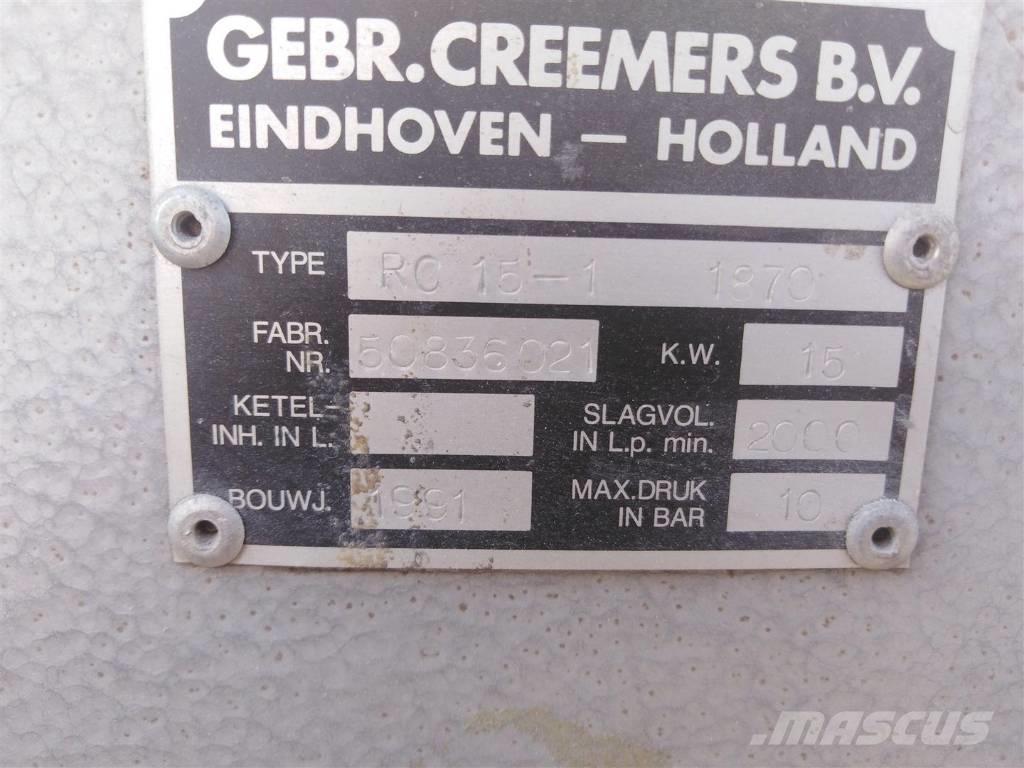 GEBR. CREEMERS B.V.
EINDHOVEN – HOLLAND
TYPE RC 15-1 1870
FABR. NR. 50836021 K.W. 15
KETEL- INH. IN L. SLAGVOL. IN L.p. min. 2000
BOUWJ. 1991 MAX.DRUK IN BAR 10
MASCUS